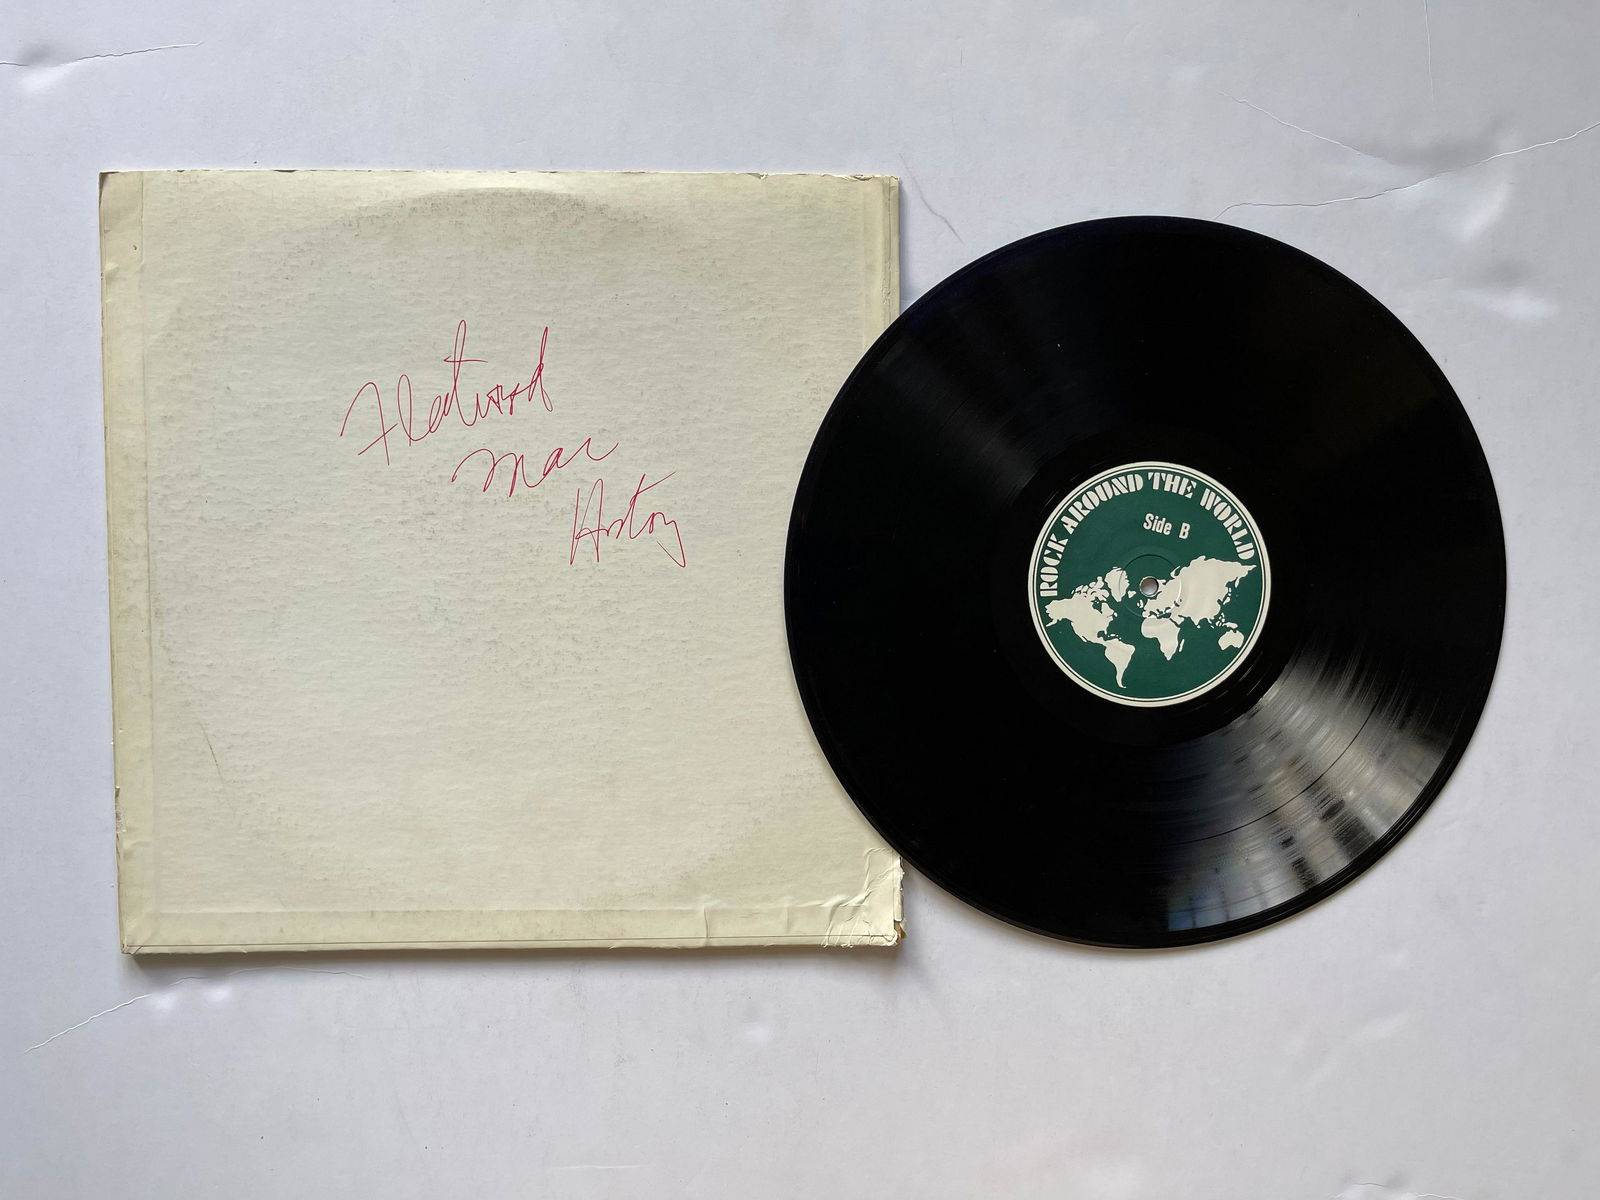 Fleetwood
Mac
History
ROCK AROUND THE WORLD
Side B